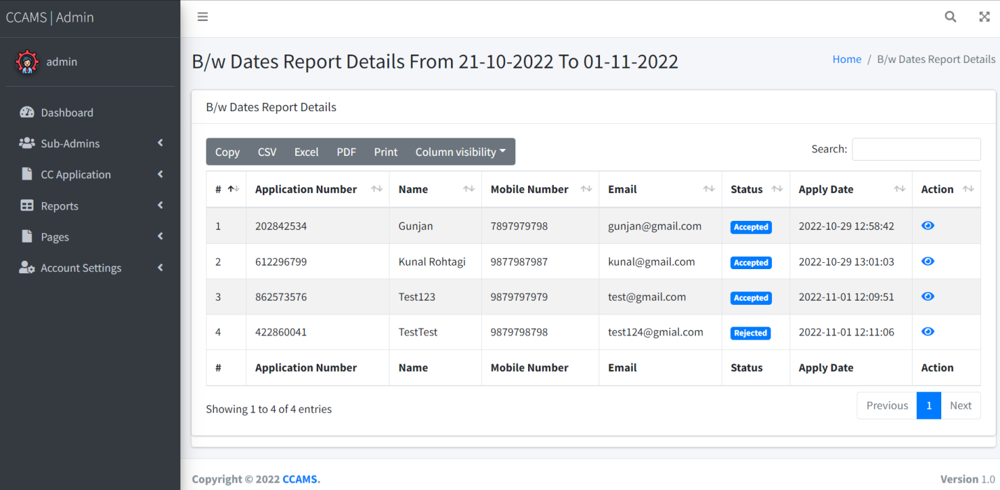 CCAMS | Admin
admin
Dashboard
Sub-Admins
CC Application
Reports
Pages
Account Settings
B/w Dates Report Details From 21-10-2022 To 01-11-2022
Home / B/w Dates Report Details
B/w Dates Report Details
Copy CSV Excel PDF Print Column visibility
Search:
# Application Number Name Mobile Number Email Status Apply Date Action
1 202842534 Gunjan 7897979798 gunjan@gmail.com Accepted 2022-10-29 12:58:42
2 612296799 Kunal Rohtagi 9877987987 kunal@gmail.com Accepted 2022-10-29 13:01:03
3 862573576 Test123 9879797979 test@gmail.com Accepted 2022-11-01 12:09:51
4 422860041 TestTest 9879798798 test124@gmial.com Rejected 2022-11-01 12:11:06
# Application Number Name Mobile Number Email Status Apply Date Action
Showing 1 to 4 of 4 entries
Previous 1 Next
Copyright © 2022 CCAMS.
Version 1.0